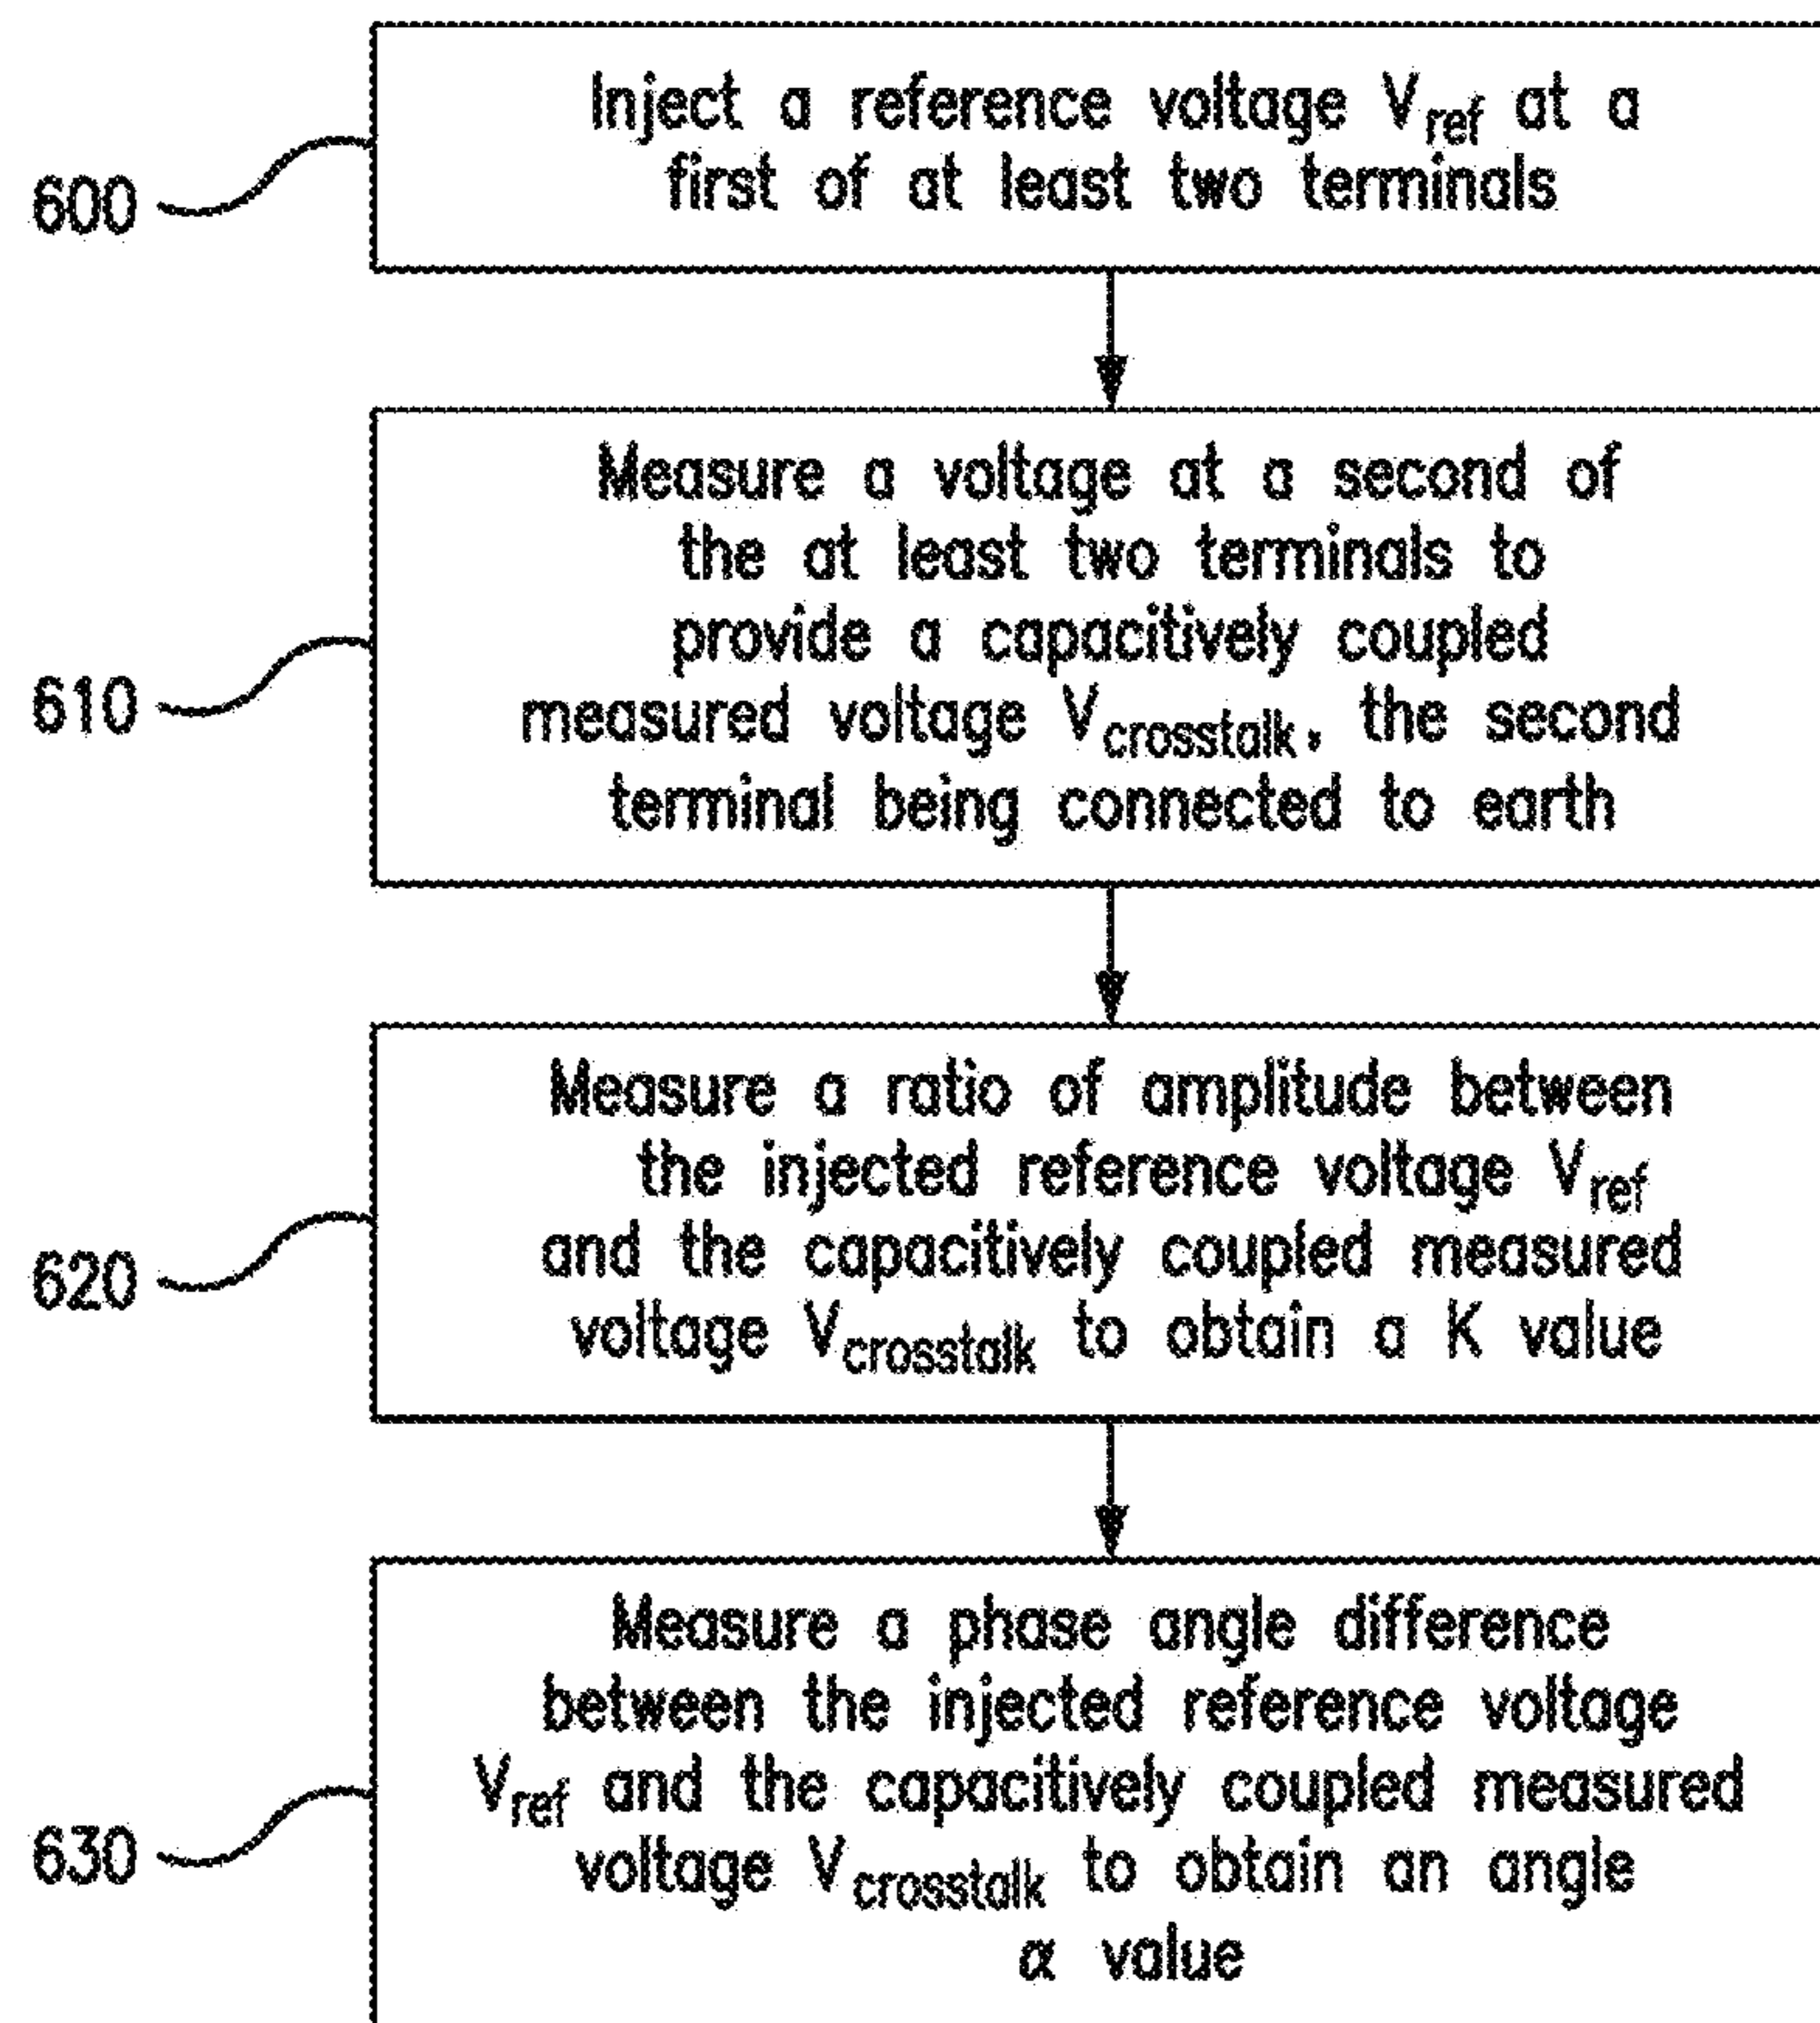 Inject a reference voltage Vref at a
first of at least two terminals
600
Measure a voltage at a second of
the at least two terminals to
provide a capacitively coupled
measured voltage Vcrosstalk, the second
terminal being connected to earth
610
Measure a ratio of amplitude between
the injected reference voltage Vref
and the capacitively coupled measured
voltage Vcrosstalk to obtain a K value
620
Measure a phase angle difference
between the injected reference voltage
Vref and the capacitively coupled measured
voltage Vcrosstalk to obtain an angle
α value
630